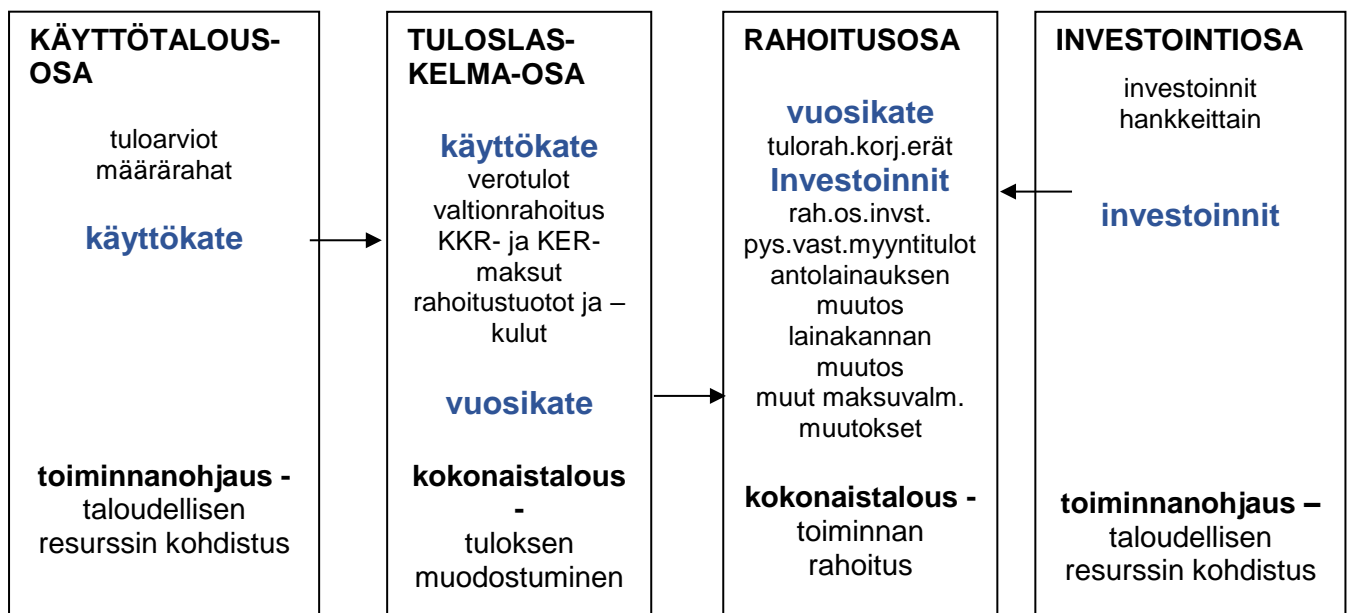 KÄYTTÖTALOUS-
OSA
tuloarviot
määrärahat
käyttökate
toiminnanohjaus -
taloudellisen
resurssin kohdistus
TULOSLAS-
KELMA-OSA
käyttökate
verotulot
valtionrahoitus
KKR- ja KER-
maksut
rahoitustuotot ja –
kulut
vuosikate
kokonaistalous
-
tuloksen
muodostuminen
RAHOITUSOSA
vuosikate
tulorah.korj.erät
Investoinnit
rah.os.invst.
pys.vast.myyntitulot
antolainauksen
muutos
lainakannan
muutos
muut maksuvalm.
muutokset
kokonaistalous -
toiminnan
rahoitus
INVESTOINTIOSA
investoinnit
hankkeittain
investoinnit
toiminnanohjaus –
taloudellisen
resurssin kohdistus